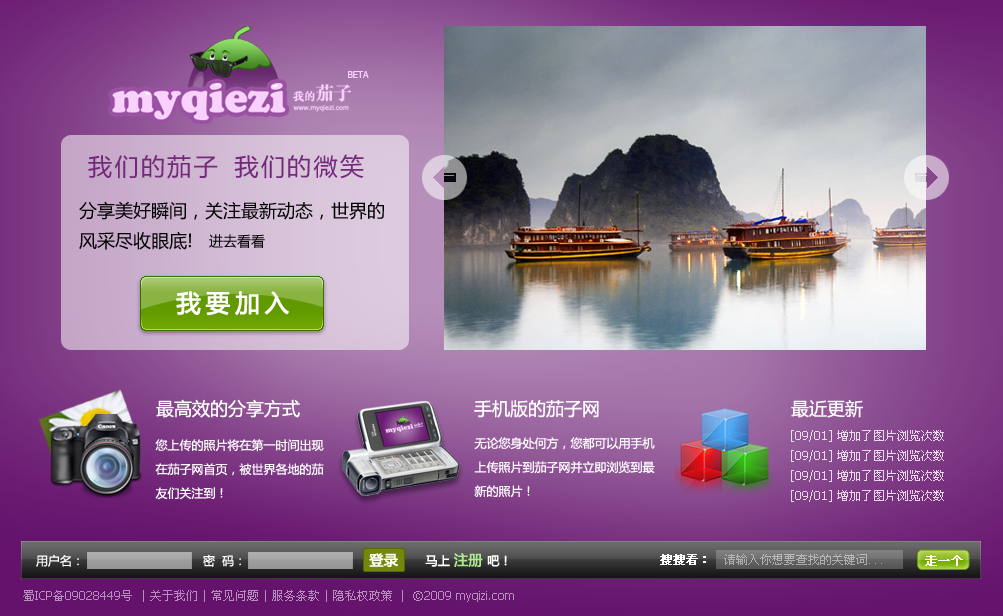 BETA
myqiezi 我的茄子
www.myqiezi.com
我们的茄子 我们的微笑
分享美好瞬间，关注最新动态，世界的
风采尽收眼底! 进去看看
我要加入
最高效的分享方式
您上传的照片将在第一时间出现
在茄子网首页，被世界各地的茄
友们关注到！
Canon
手机版的茄子网
无论您身处何方，您都可以用手机
上传照片到茄子网并立即浏览到最
新的照片！
myqiezi
最近更新
[09/01] 增加了图片浏览次数
[09/01] 增加了图片浏览次数
[09/01] 增加了图片浏览次数
[09/01] 增加了图片浏览次数
用户名： 密 码： 登录 马上 注册 吧！ 搜搜看： 请输入你想要查找的关键词... 走一个
蜀ICP备09028449号 | 关于我们 | 常见问题 | 服务条款 | 隐私权政策 | ©2009 myqizi.com